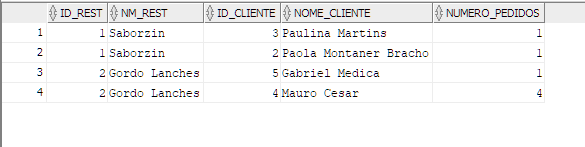 ID_REST NM_REST ID_CLIENTE NOME_CLIENTE NUMERO_PEDIDOS
1 1 Saborzin 3 Paulina Martins 1
2 1 Saborzin 2 Paola Montaner Bracho 1
3 2 Gordo Lanches 5 Gabriel Medica 1
4 2 Gordo Lanches 4 Mauro Cesar 4